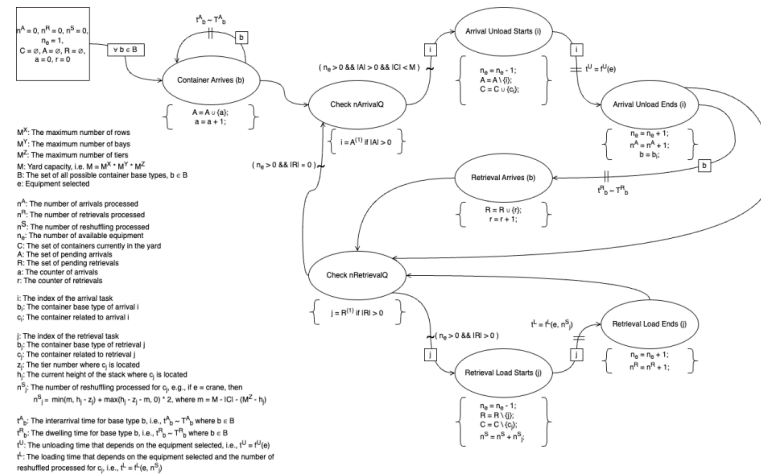 n^A = 0, n^R = 0, n^S = 0,
n_e = 1,
C = ∅, A = ∅, R = ∅,
a = 0, r = 0
∀ b ∈ B
t^A_b ~ T^A_b
b
Container Arrives (b)
A = A ∪ {a};
a = a + 1;
Check nArrivalQ
i = A^(1) if |A| > 0
( n_e > 0 && |A| > 0 && |C| < M )
i
Arrival Unload Starts (i)
n_e = n_e - 1;
A = A \ {i};
C = C ∪ {c_i};
i
t^U = t^U(e)
Arrival Unload Ends (i)
n_e = n_e + 1;
n^A = n^A + 1;
b = b_i;
b
t^R_b ~ T^R_b
Retrieval Arrives (b)
R = R ∪ {r};
r = r + 1;
( n_e > 0 && |R| = 0 )
Check nRetrievalQ
j = R^(1) if |R| > 0
( n_e > 0 && |R| > 0 )
j
Retrieval Load Starts (j)
n_e = n_e - 1;
R = R \ {j};
C = C \ {c_j};
n^S = n^S + n^S_j;
j
t^L = t^L(e, n^S_j)
Retrieval Load Ends (j)
n_e = n_e + 1;
n^R = n^R + 1;
M^X: The maximum number of rows
M^Y: The maximum number of bays
M^Z: The maximum number of tiers
M: Yard capacity, i.e. M = M^X * M^Y * M^Z
B: The set of all possible container base types, b ∈ B
e: Equipment selected
n^A: The number of arrivals processed
n^R: The number of retrievals processed
n^S: The number of reshuffling processed
n_e: The number of available equipment
C: The set of containers currently in the yard
A: The set of pending arrivals
R: The set of pending retrievals
a: The counter of arrivals
r: The counter of retrievals
i: The index of the arrival task
b_i: The container base type of arrival i
c_i: The container related to arrival i
j: The index of the retrieval task
b_j: The container base type of retrieval j
c_j: The container related to retrieval j
z_j: The tier number where c_j is located
h_j: The current height of the stack where c_j is located
n^S_j: The number of reshuffling processed for c_j, e.g., if e = crane, then
n^S_j = min(m, h_j - z_j) + max(h_j - z_j - m, 0) * 2, where m = M - |C| - (M^Z - h_j)
t^A_b: The interarrival time for base type b, i.e., t^A_b ~ T^A_b where b ∈ B
t^R_b: The dwelling time for base type b, i.e., t^R_b ~ T^R_b where b ∈ B
t^U: The unloading time that depends on the equipment selected, i.e., t^U = t^U(e)
t^L: The loading time that depends on the equipment selected and the number of
reshuffled processed for c_j, i.e., t^L = t^L(e, n^S_j)